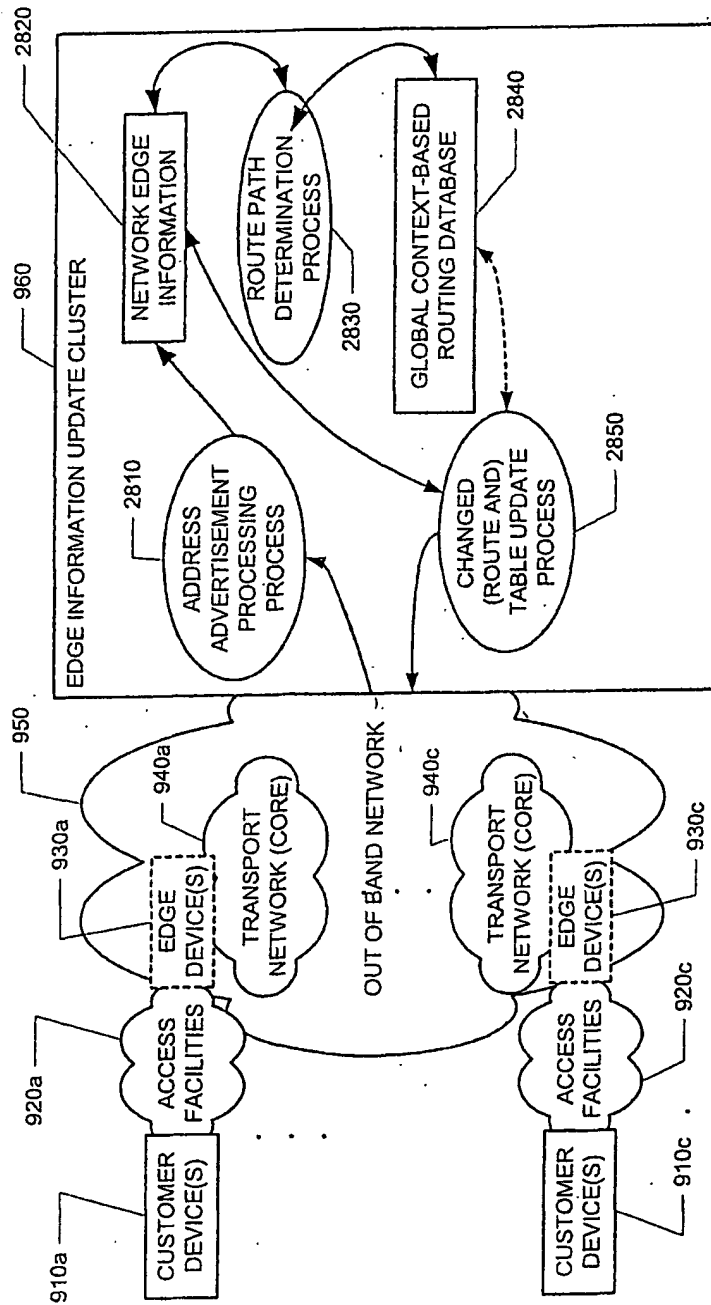 960
EDGE INFORMATION UPDATE CLUSTER
2820
NETWORK EDGE
INFORMATION
2810
ADDRESS
ADVERTISEMENT
PROCESSING
PROCESS
ROUTE PATH
DETERMINATION
PROCESS
2830
2840
GLOBAL CONTEXT-BASED
ROUTING DATABASE
CHANGED
(ROUTE AND)
TABLE UPDATE
PROCESS
2850
950
930a
940a
920a
910a
CUSTOMER
DEVICE(S)
ACCESS
FACILITIES
EDGE
DEVICE(S)
TRANSPORT
NETWORK (CORE)
OUT OF BAND NETWORK
940c
TRANSPORT
NETWORK (CORE)
EDGE
DEVICE(S)
930c
ACCESS
FACILITIES
920c
CUSTOMER
DEVICE(S)
910c